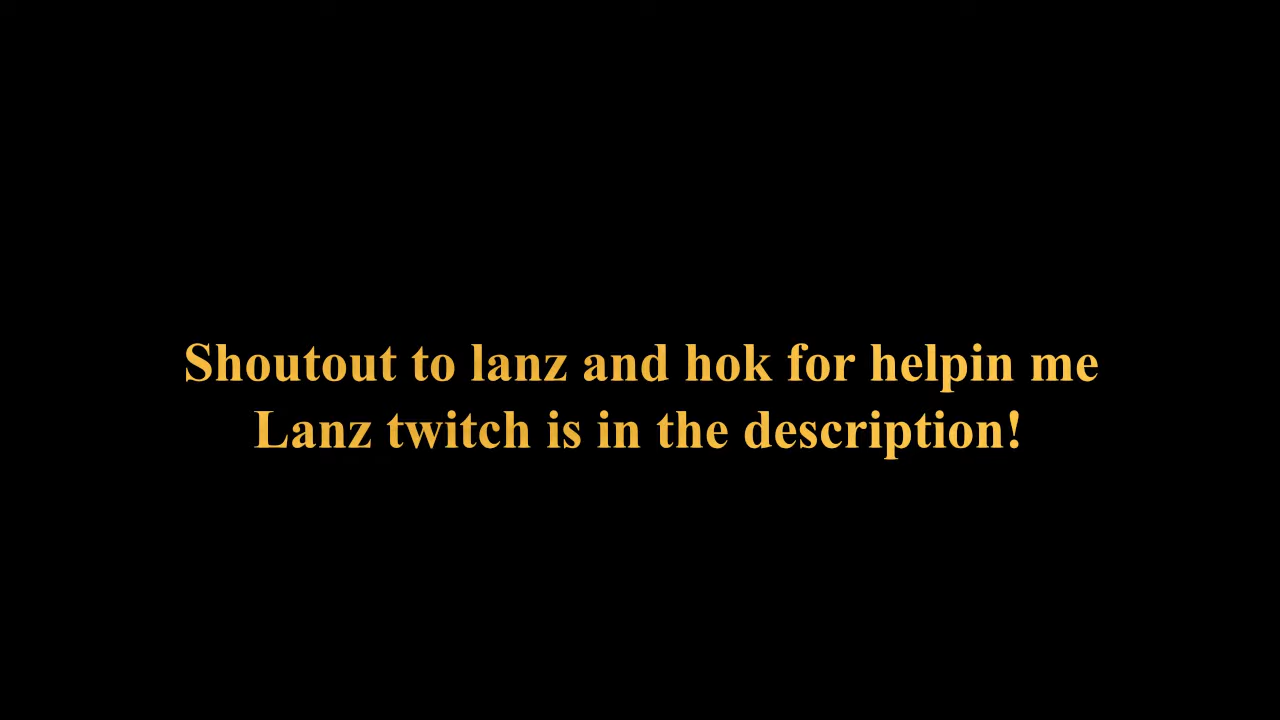 Shoutout to lanz and hok for helpin me
Lanz twitch is in the description!